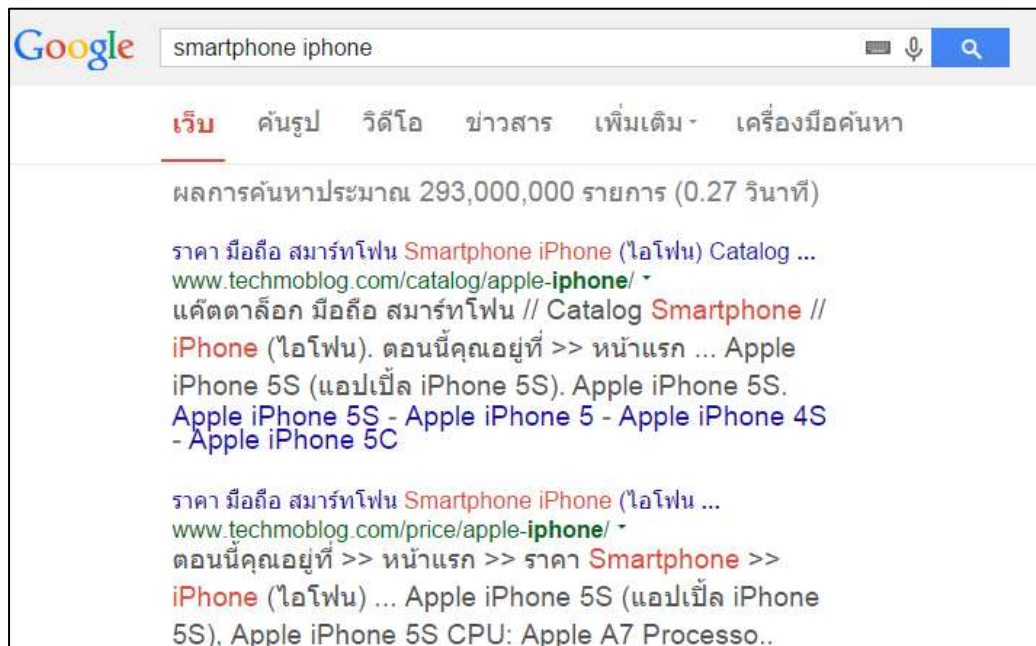 Google smartphone iphone
เว็บ ค้นรูป วิดีโอ ข่าวสาร เพิ่มเติม เครื่องมือค้นหา
ผลการค้นหาประมาณ 293,000,000 รายการ (0.27 วินาที)
ราคา มือถือ สมาร์ทโฟน Smartphone iPhone (ไอโฟน) Catalog ...
www.techmoblog.com/catalog/apple-iphone/
แค๊ตตาล็อก มือถือ สมาร์ทโฟน // Catalog Smartphone //
iPhone (ไอโฟน). ตอนนี้คุณอยู่ที่ >> หน้าแรก ... Apple
iPhone 5S (แอปเปิ้ล iPhone 5S). Apple iPhone 5S.
Apple iPhone 5S - Apple iPhone 5 - Apple iPhone 4S
- Apple iPhone 5C
ราคา มือถือ สมาร์ทโฟน Smartphone iPhone (ไอโฟน ...
www.techmoblog.com/price/apple-iphone/
ตอนนี้คุณอยู่ที่ >> หน้าแรก >> ราคา Smartphone >>
iPhone (ไอโฟน) ... Apple iPhone 5S (แอปเปิ้ล iPhone
5S), Apple iPhone 5S CPU: Apple A7 Processo..